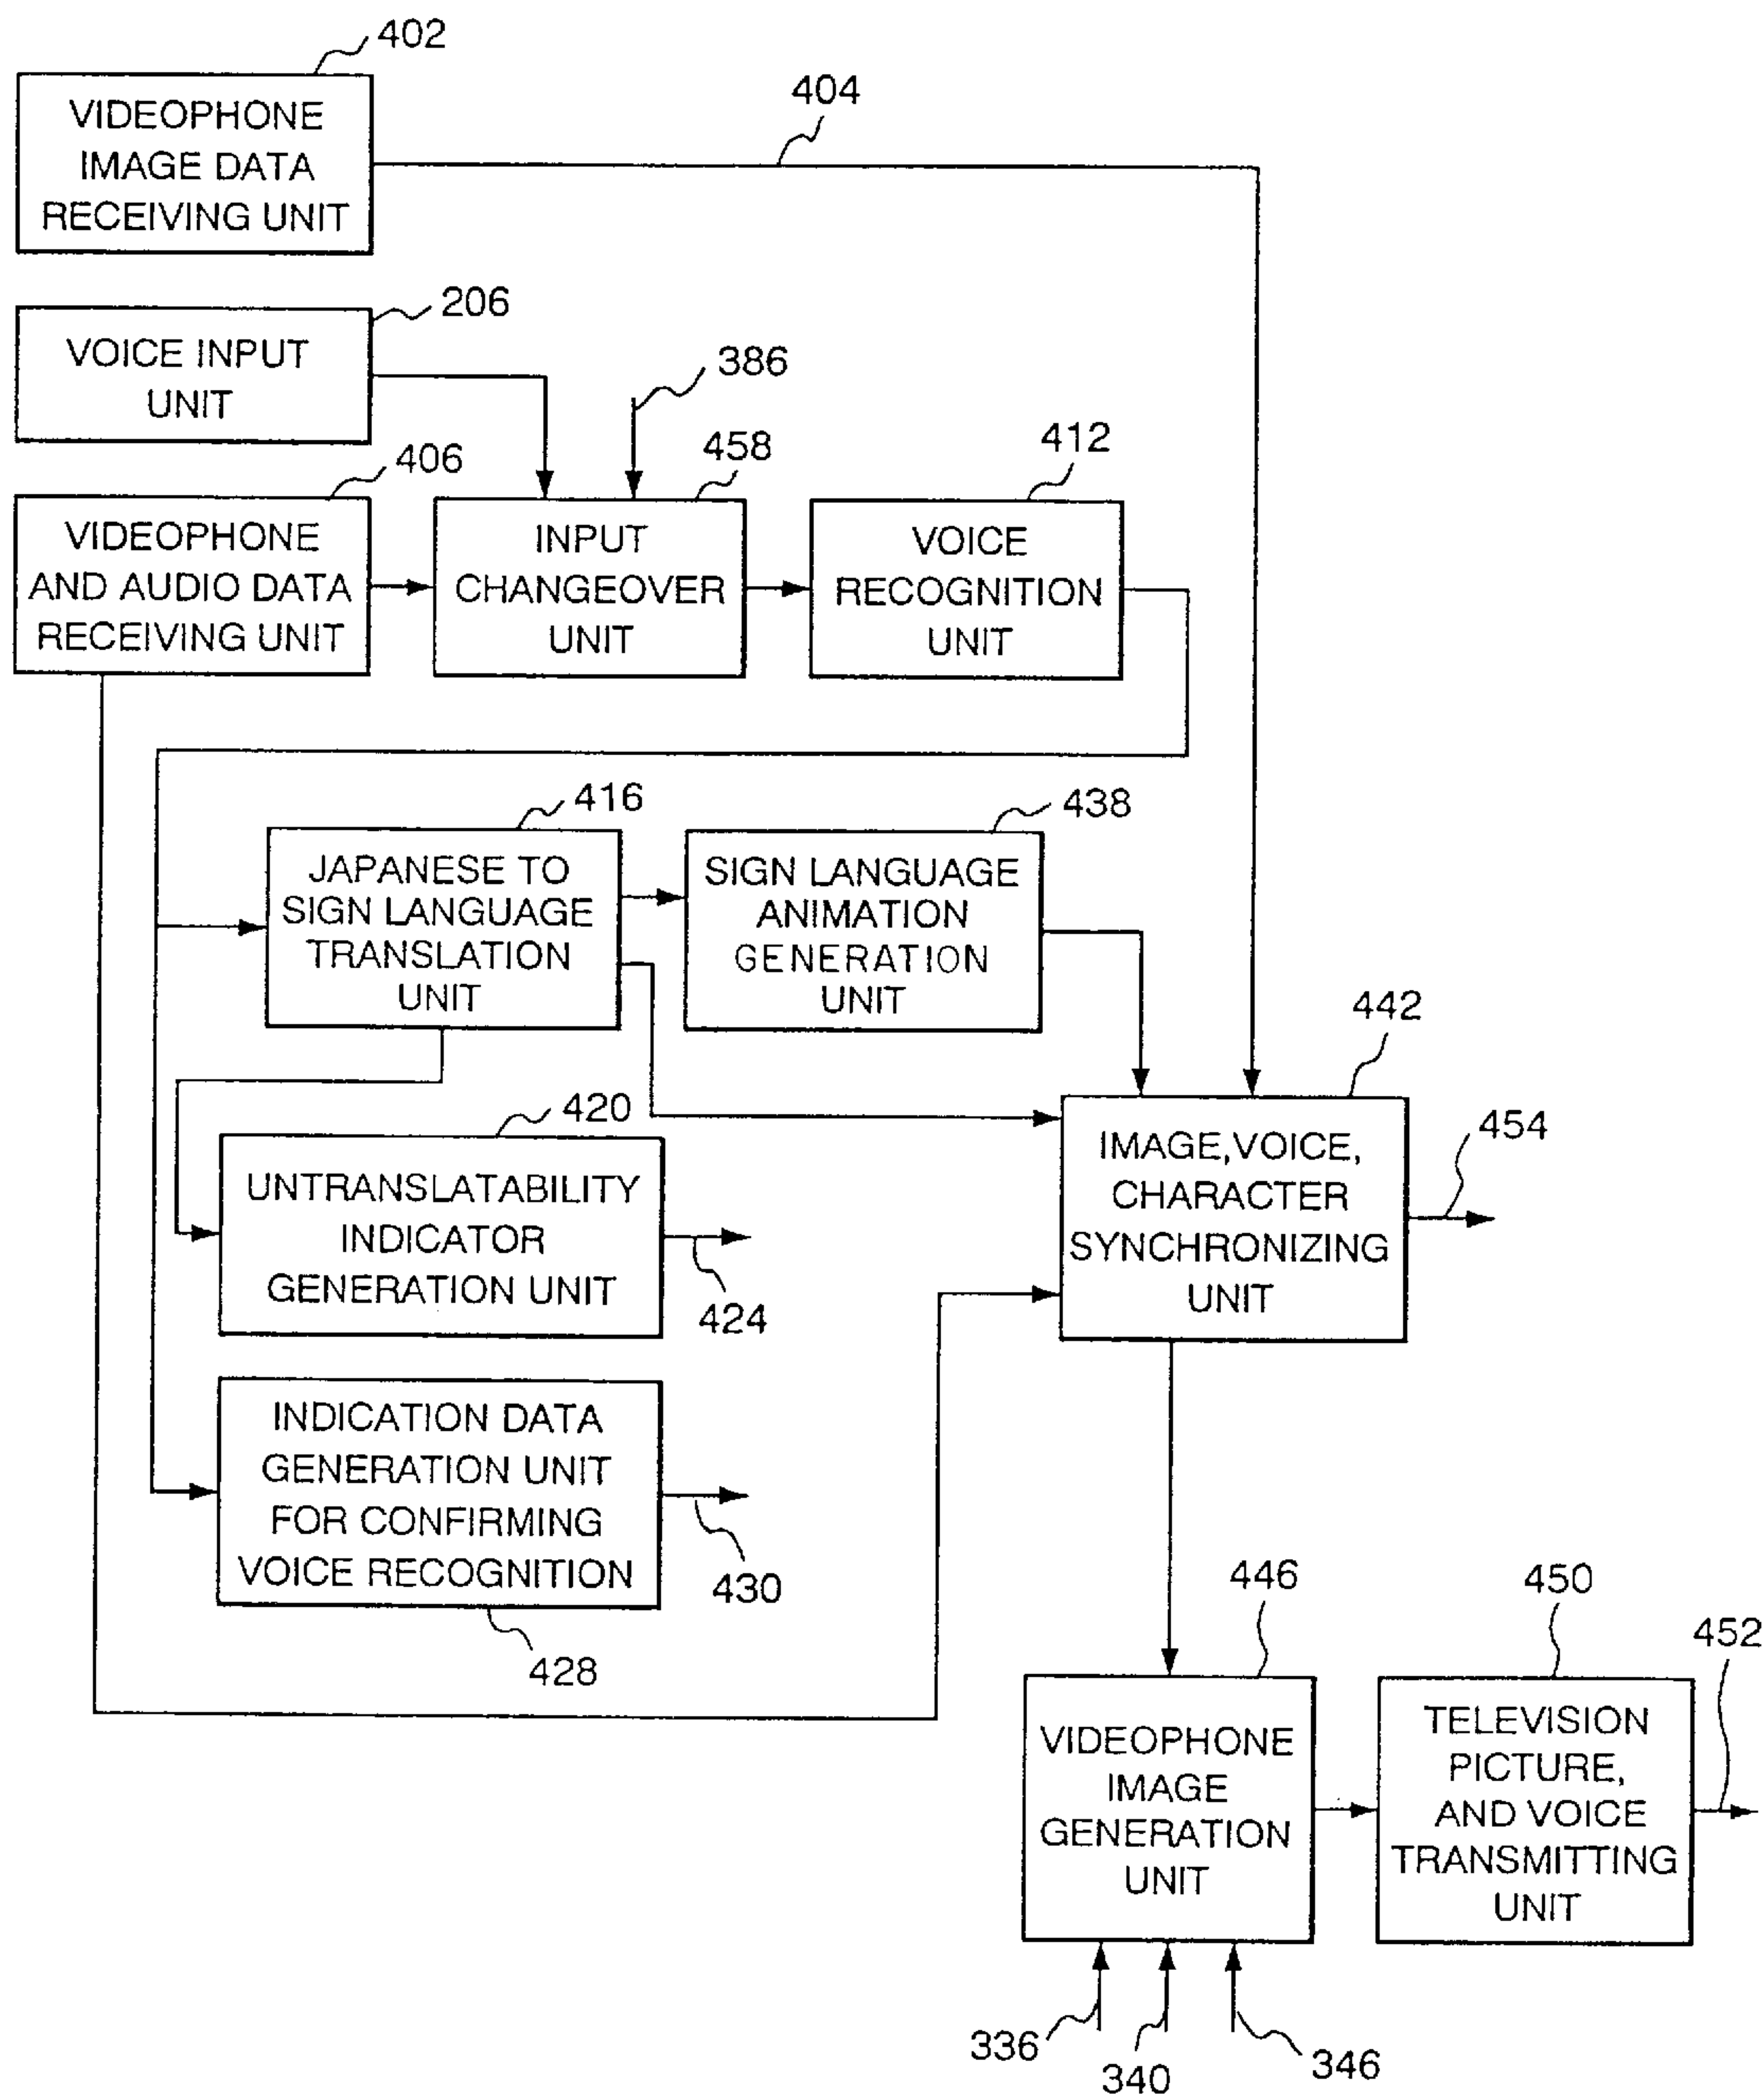 402
VIDEOPHONE
IMAGE DATA
RECEIVING UNIT
404
206
VOICE INPUT
UNIT
386
406
VIDEOPHONE
AND AUDIO DATA
RECEIVING UNIT
458
INPUT
CHANGEOVER
UNIT
412
VOICE
RECOGNITION
UNIT
416
JAPANESE TO
SIGN LANGUAGE
TRANSLATION
UNIT
438
SIGN LANGUAGE
ANIMATION
GENERATION
UNIT
442
IMAGE,VOICE,
CHARACTER
SYNCHRONIZING
UNIT
454
420
UNTRANSLATABILITY
INDICATOR
GENERATION UNIT
424
INDICATION DATA
GENERATION UNIT
FOR CONFIRMING
VOICE RECOGNITION
430
428
446
VIDEOPHONE
IMAGE
GENERATION
UNIT
450
TELEVISION
PICTURE,
AND VOICE
TRANSMITTING
UNIT
452
336
340
346